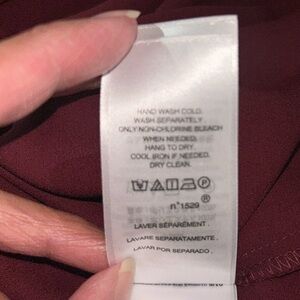 HAND WASH COLD.
WASH SEPARATELY.
ONLY NON-CHLORINE BLEACH
WHEN NEEDED.
HANG TO DRY.
COOL IRON IF NEEDED.
DRY CLEAN.
P
n°1529
LAVER SÉPARÉMENT.
LAVARE SEPARATAMENTE.
LAVAR POR SEPARADO.